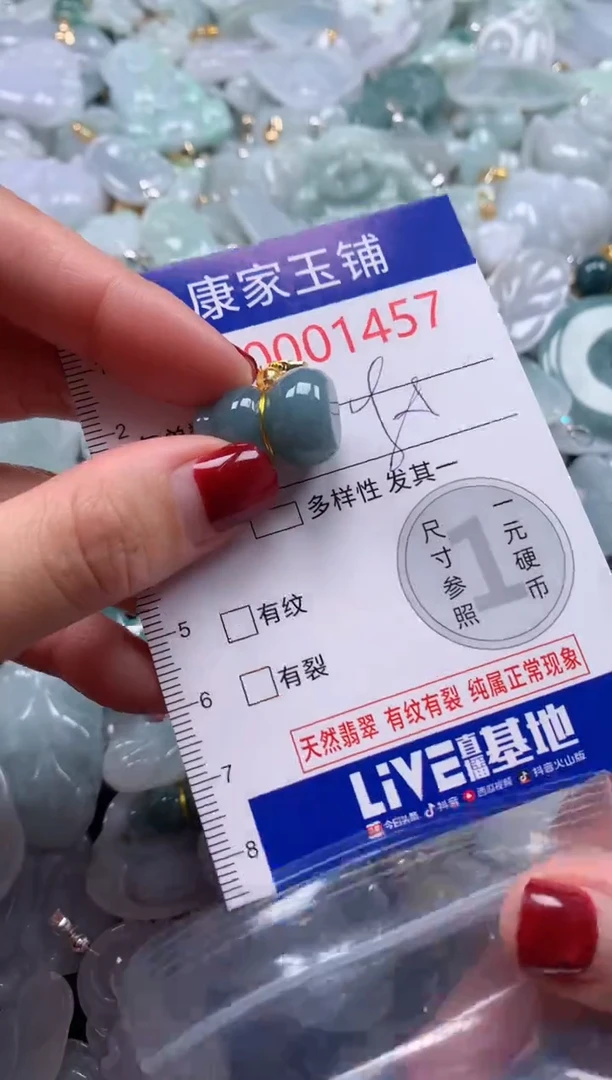 康家玉铺
0001457
2
多样性 发其一
一元硬币
尺寸参照
1
5
有纹
6
有裂
天然翡翠 有纹有裂 纯属正常现象
7
LiVE直播基地
今日头条 抖音 西瓜视频 抖音火山版
8